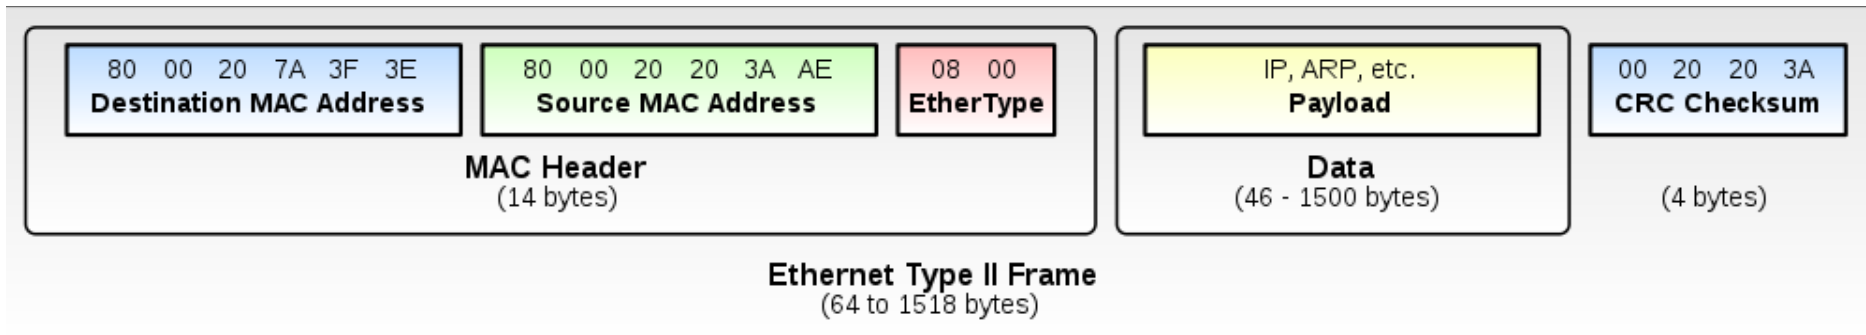 80 00 20 7A 3F 3E
Destination MAC Address
80 00 20 20 3A AE
Source MAC Address
08 00
EtherType
MAC Header
(14 bytes)
IP, ARP, etc.
Payload
Data
(46 - 1500 bytes)
00 20 20 3A
CRC Checksum
(4 bytes)
Ethernet Type II Frame
(64 to 1518 bytes)